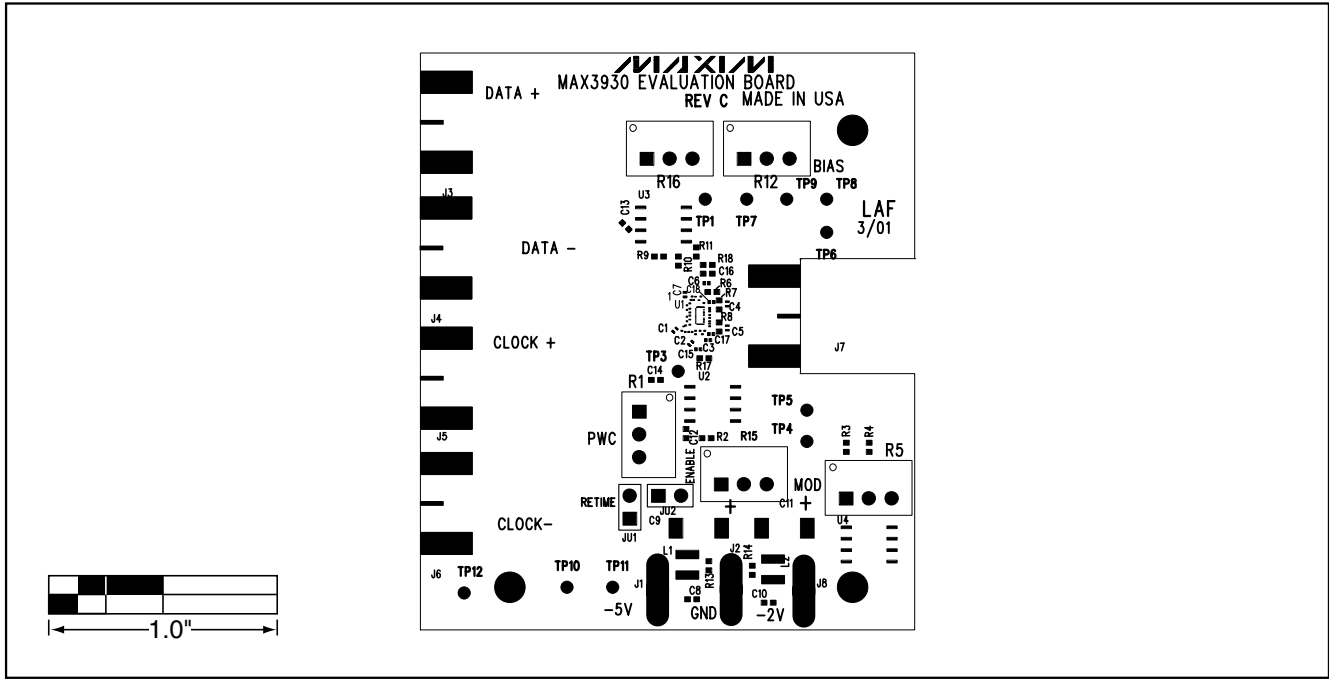 MAXIM
MAX3930 EVALUATION BOARD
REV C MADE IN USA
DATA +
BIAS
R16
R12
J3
U3
C13
TP9
TP8
TP1
TP7
LAF
3/01
TP6
DATA -
R9
R10
R11
R18
C16
C6
R6
C18
R7
C7
1
U1
C4
R8
C5
C1
C17
C2
C3
C15
R17
J4
CLOCK +
J7
TP3
U2
C14
R1
TP5
TP4
PWC
C12
R2
R15
R3
R4
R5
J5
ENABLE
MOD
RETIME
JU2
+
C11
+
C9
U4
CLOCK-
JU1
L1
J2
R14
L2
R13
J6
TP12
TP10
TP11
J1
C8
C10
J8
-5V
GND
-2V
1.0"